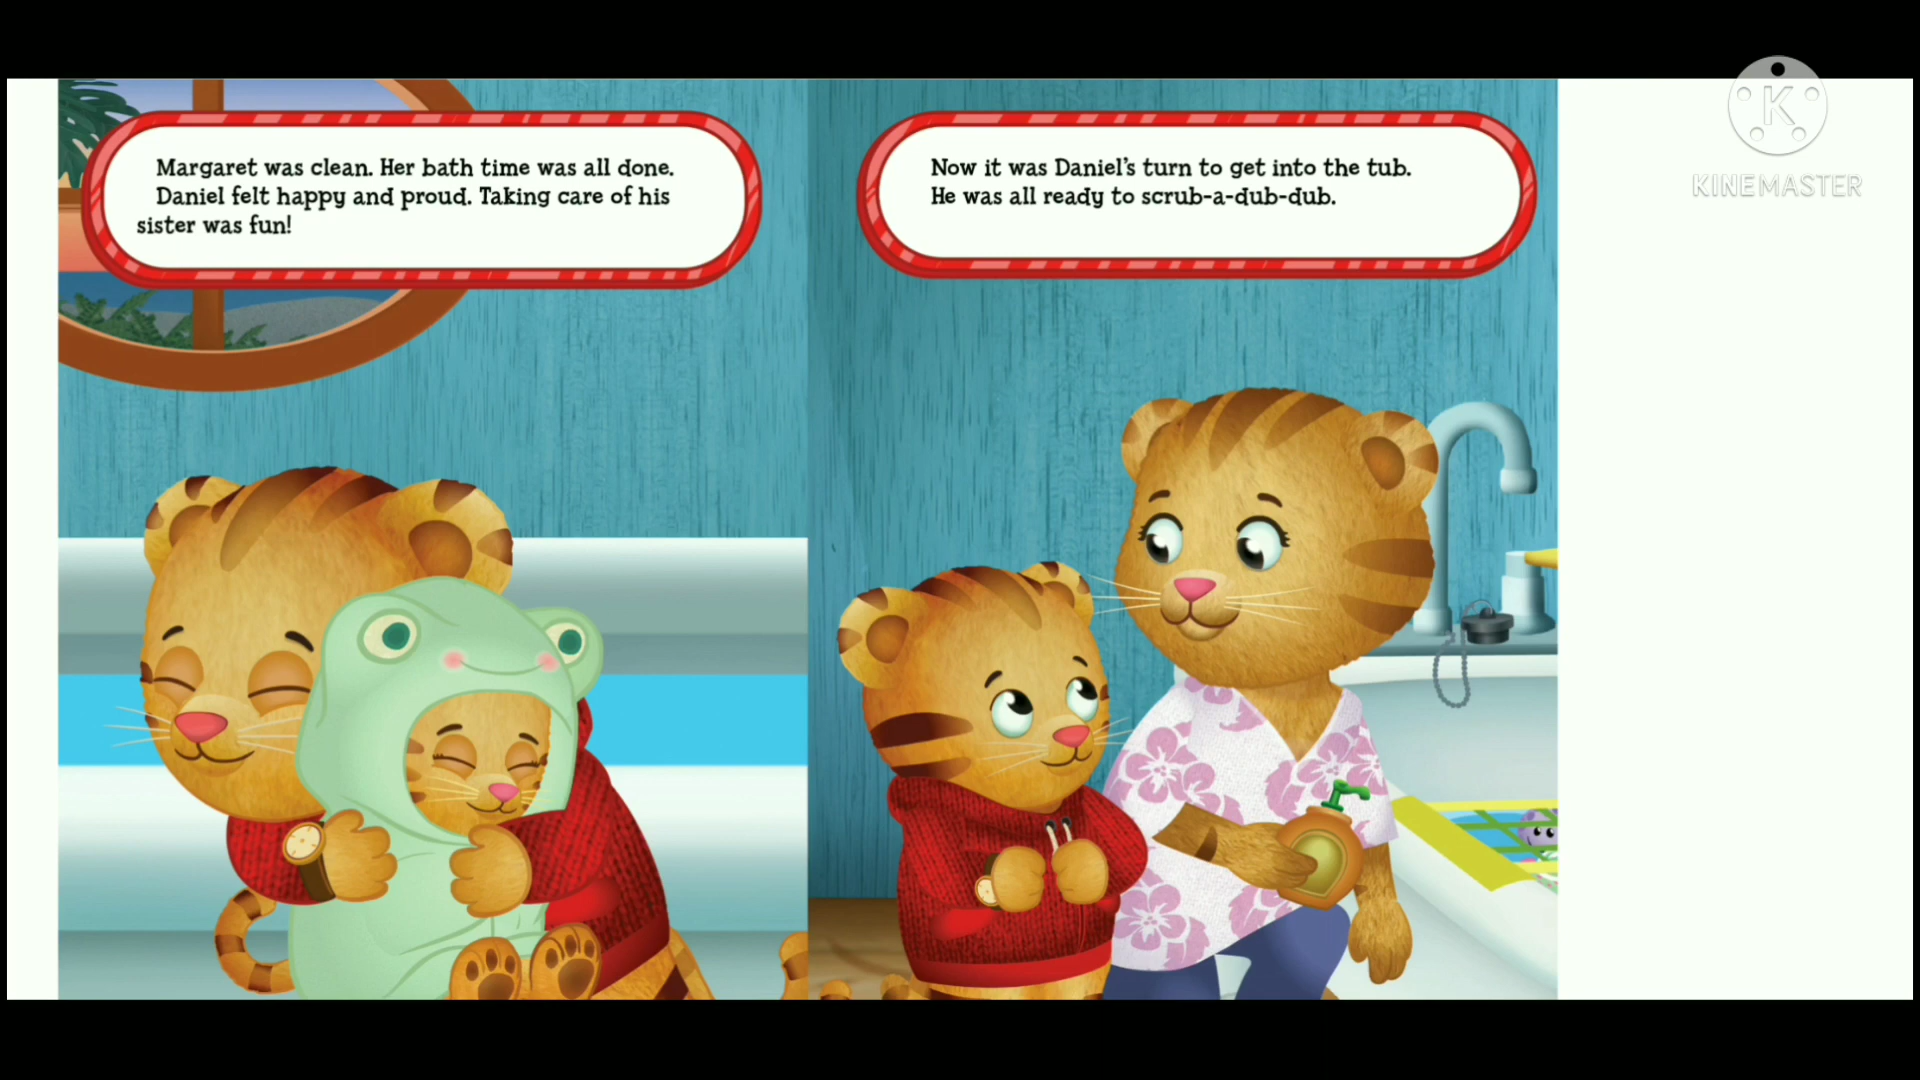 Margaret was clean. Her bath time was all done.
Daniel felt happy and proud. Taking care of his
sister was fun!
Now it was Daniel's turn to get into the tub.
He was all ready to scrub-a-dub-dub.
K
KINEMASTER